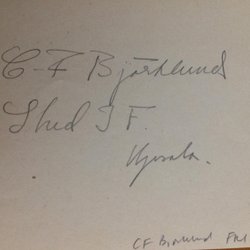 C-F Björklund
Stud I F.
Upsala.
CF Björklund